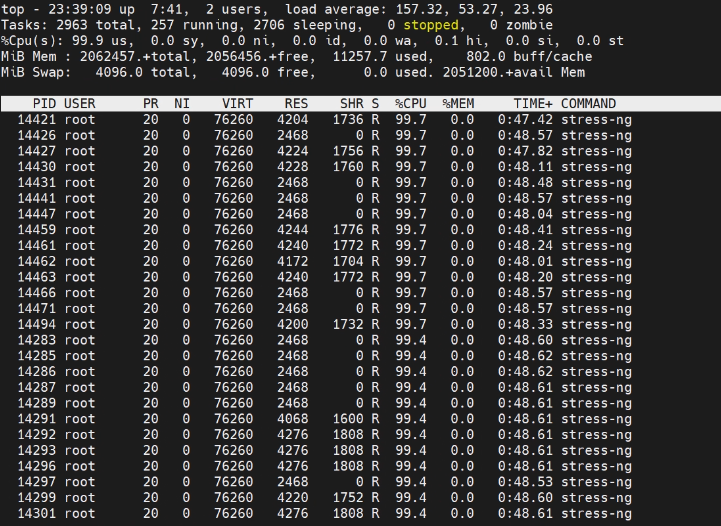 top - 23:39:09 up  7:41,  2 users,  load average: 157.32, 53.27, 23.96
Tasks: 2963 total, 257 running, 2706 sleeping,   0 stopped,   0 zombie
%Cpu(s): 99.9 us,  0.0 sy,  0.0 ni,  0.0 id,  0.0 wa,  0.1 hi,  0.0 si,  0.0 st
MiB Mem : 2062457.+total, 2056456.+free,  11257.7 used,    802.0 buff/cache
MiB Swap:   4096.0 total,   4096.0 free,      0.0 used. 2051200.+avail Mem
PID USER      PR  NI    VIRT    RES    SHR S  %CPU  %MEM     TIME+ COMMAND
14421 root      20   0   76260   4204   1736 R  99.7   0.0   0:47.42 stress-ng
14426 root      20   0   76260   2468      0 R  99.7   0.0   0:48.57 stress-ng
14427 root      20   0   76260   4224   1756 R  99.7   0.0   0:47.82 stress-ng
14430 root      20   0   76260   4228   1760 R  99.7   0.0   0:48.11 stress-ng
14431 root      20   0   76260   2468      0 R  99.7   0.0   0:48.48 stress-ng
14441 root      20   0   76260   2468      0 R  99.7   0.0   0:48.57 stress-ng
14447 root      20   0   76260   2468      0 R  99.7   0.0   0:48.04 stress-ng
14459 root      20   0   76260   4244   1776 R  99.7   0.0   0:48.41 stress-ng
14461 root      20   0   76260   4240   1772 R  99.7   0.0   0:48.24 stress-ng
14462 root      20   0   76260   4172   1704 R  99.7   0.0   0:48.01 stress-ng
14463 root      20   0   76260   4240   1772 R  99.7   0.0   0:48.20 stress-ng
14466 root      20   0   76260   2468      0 R  99.7   0.0   0:48.57 stress-ng
14471 root      20   0   76260   2468      0 R  99.7   0.0   0:48.57 stress-ng
14494 root      20   0   76260   4200   1732 R  99.7   0.0   0:48.33 stress-ng
14283 root      20   0   76260   2468      0 R  99.4   0.0   0:48.60 stress-ng
14285 root      20   0   76260   2468      0 R  99.4   0.0   0:48.62 stress-ng
14286 root      20   0   76260   2468      0 R  99.4   0.0   0:48.62 stress-ng
14287 root      20   0   76260   2468      0 R  99.4   0.0   0:48.61 stress-ng
14289 root      20   0   76260   2468      0 R  99.4   0.0   0:48.61 stress-ng
14291 root      20   0   76260   4068   1600 R  99.4   0.0   0:48.61 stress-ng
14292 root      20   0   76260   4276   1808 R  99.4   0.0   0:48.61 stress-ng
14293 root      20   0   76260   4276   1808 R  99.4   0.0   0:48.61 stress-ng
14296 root      20   0   76260   4276   1808 R  99.4   0.0   0:48.61 stress-ng
14297 root      20   0   76260   2468      0 R  99.4   0.0   0:48.53 stress-ng
14299 root      20   0   76260   4220   1752 R  99.4   0.0   0:48.60 stress-ng
14301 root      20   0   76260   4276   1808 R  99.4   0.0   0:48.61 stress-ng